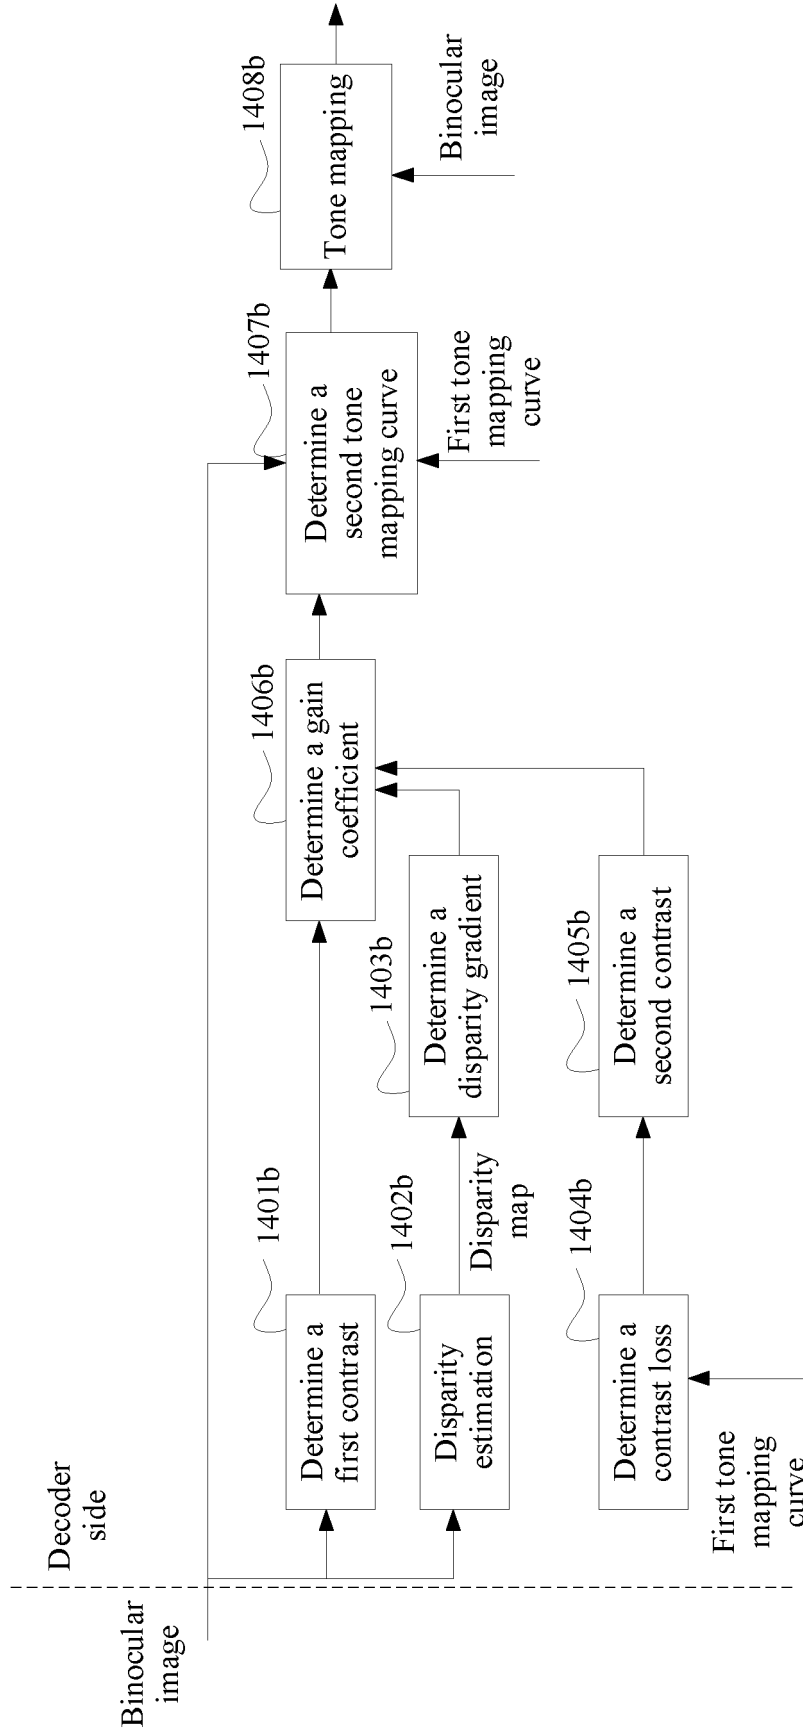 Binocular
image
Decoder
side
1401b
Determine a
first contrast
1402b
Disparity
estimation
Disparity
map
1403b
Determine a
disparity gradient
1404b
Determine a
contrast loss
First tone
mapping
curve
1405b
Determine a
second contrast
1406b
Determine a gain
coefficient
1407b
Determine a
second tone
mapping curve
First tone
mapping
curve
1408b
Tone mapping
Binocular
image